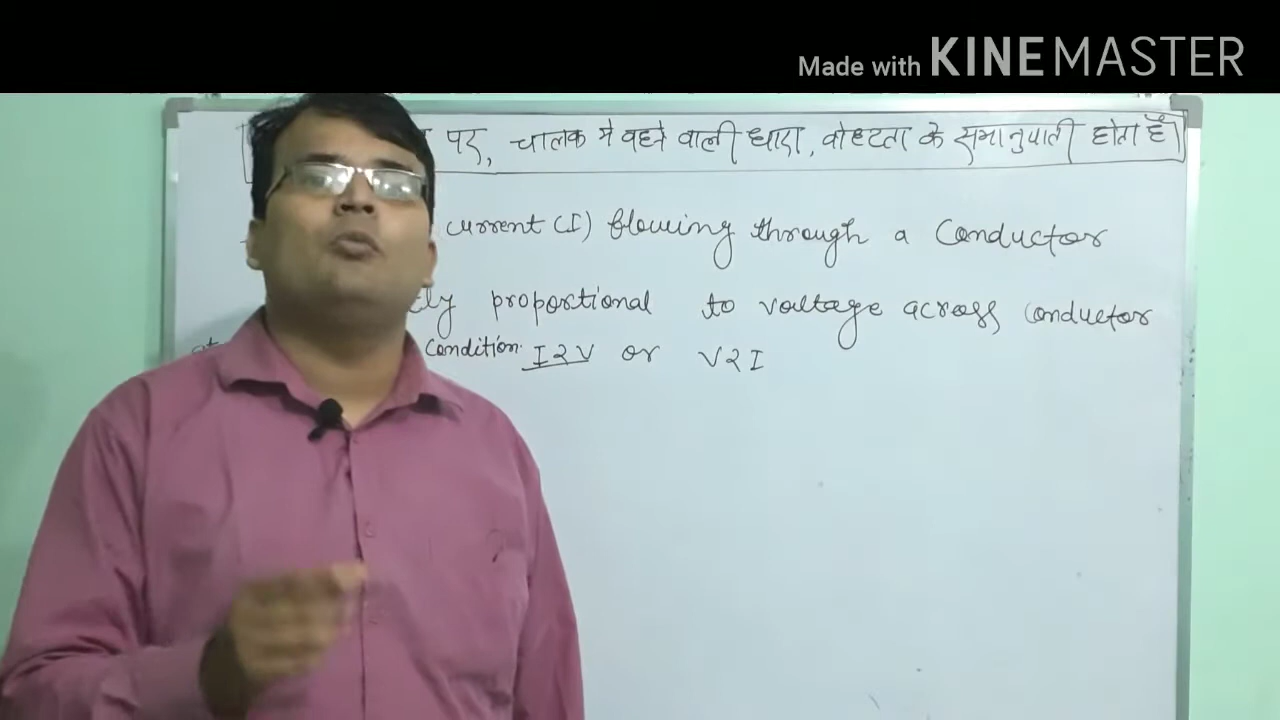 Made with KINEMASTER
पर, चालक मे बहने वाली धारा, वोल्टता के समानुपाती होता है।
current (I) flowing through a Conductor
proportional to voltage across conductor
Condition. I α V or V α I